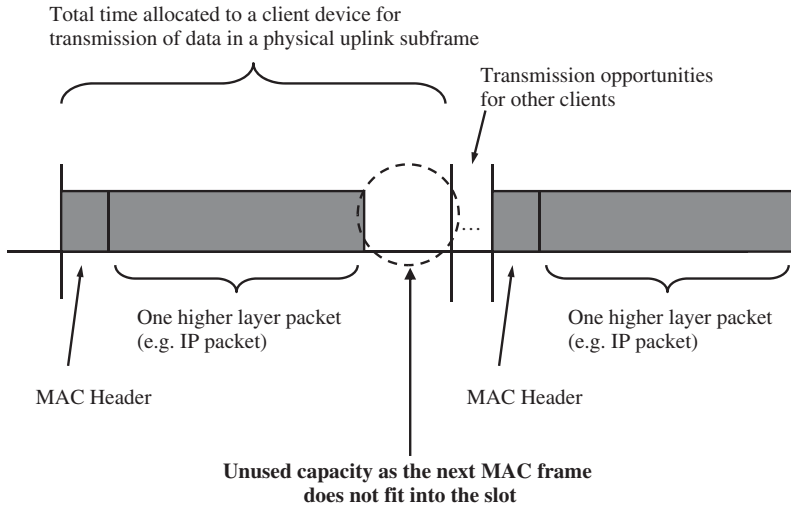 Total time allocated to a client device for
transmission of data in a physical uplink subframe
Transmission opportunities
for other clients
...
One higher layer packet
(e.g. IP packet)
One higher layer packet
(e.g. IP packet)
MAC Header
MAC Header
Unused capacity as the next MAC frame
does not fit into the slot